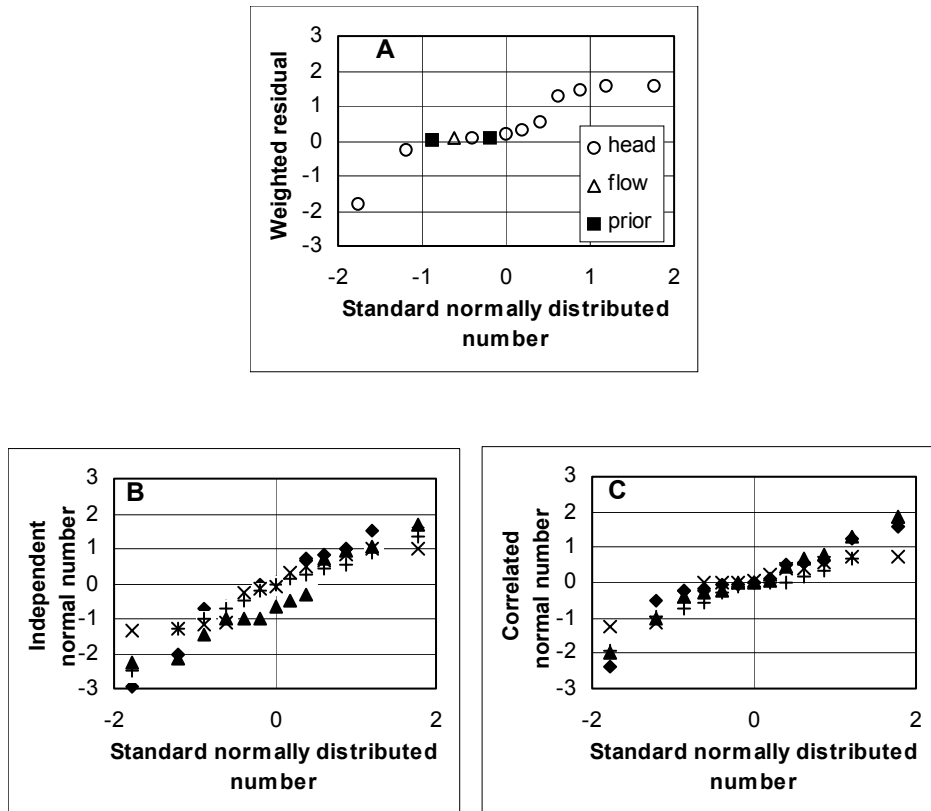 A
3
2
1
0
-1
-2
-3
Weighted residual
head
flow
prior
-2 -1 0 1 2
Standard normally distributed
number
B
3
2
1
0
-1
-2
-3
Independent
normal number
-2 0 2
Standard normally distributed
number
C
3
2
1
0
-1
-2
-3
Correlated
normal number
-2 0 2
Standard normally distributed
number